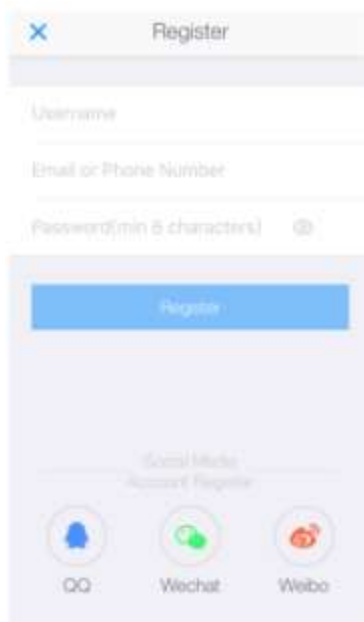 Register
Username
Email or Phone Number
Password(min 6 characters)
Register
Social Media
Account Register
QQ
Wechat
Weibo